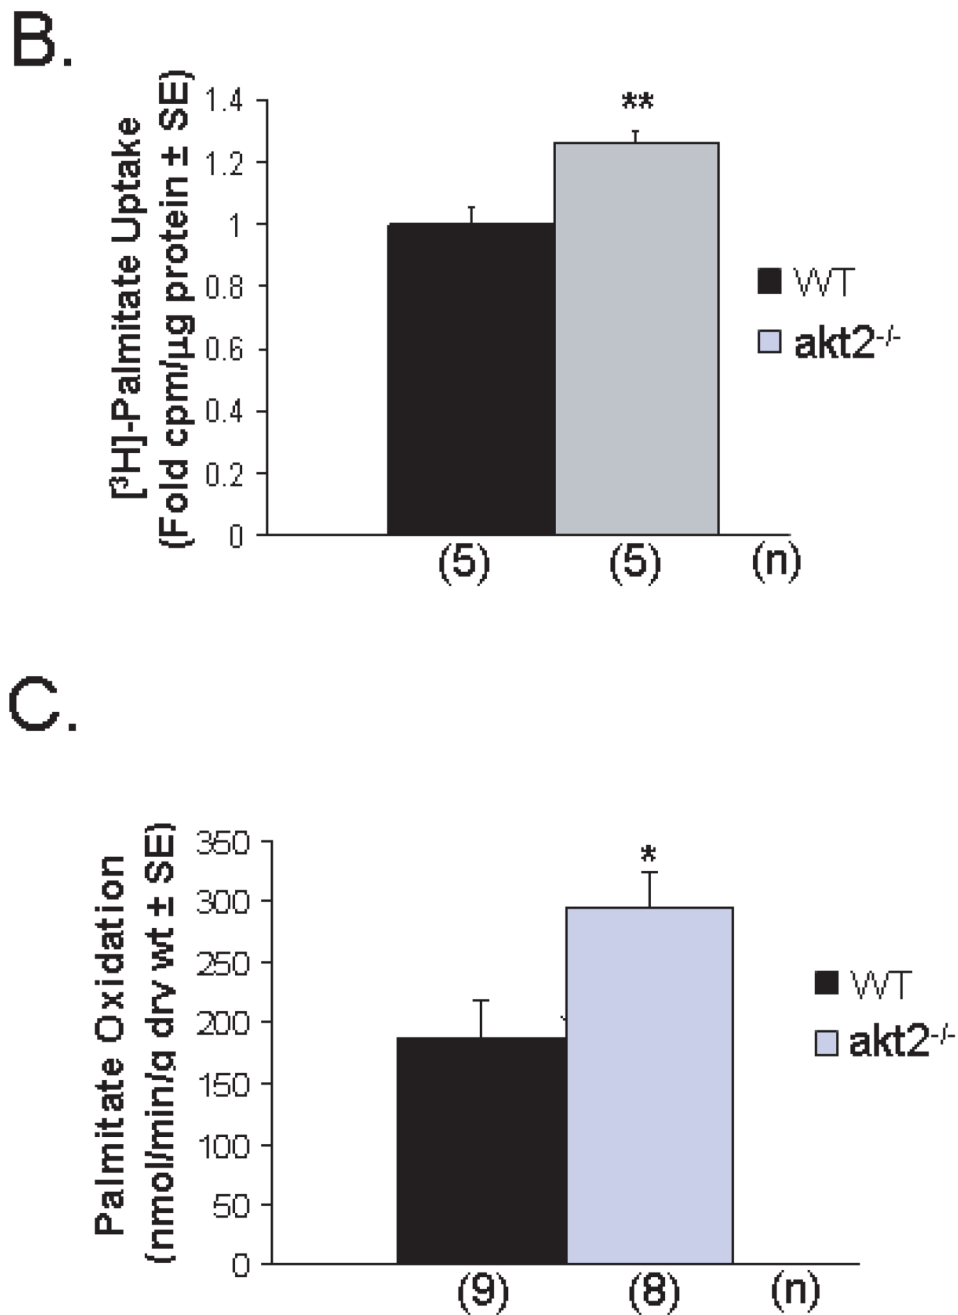 B.
[³H]-Palmitate Uptake
(Fold cpm/µg protein ± SE)
1.4
1.2
1
0.8
0.6
0.4
0.2
0
**
(5)
(5)
(n)
WT
akt2-/-
C.
Palmitate Oxidation
(nmol/min/g dry wt ± SE)
350
300
250
200
150
100
50
0
*
(9)
(8)
(n)
WT
akt2-/-